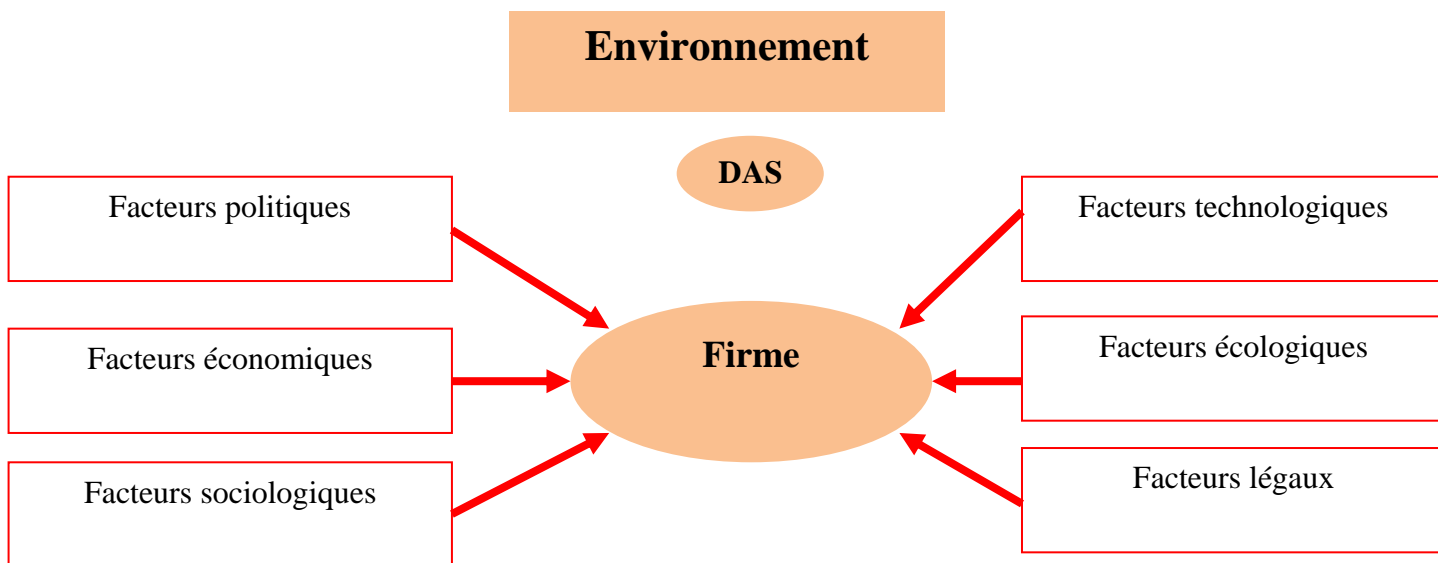 Environnement
DAS
Facteurs politiques
Facteurs technologiques
Facteurs économiques
Firme
Facteurs écologiques
Facteurs sociologiques
Facteurs légaux